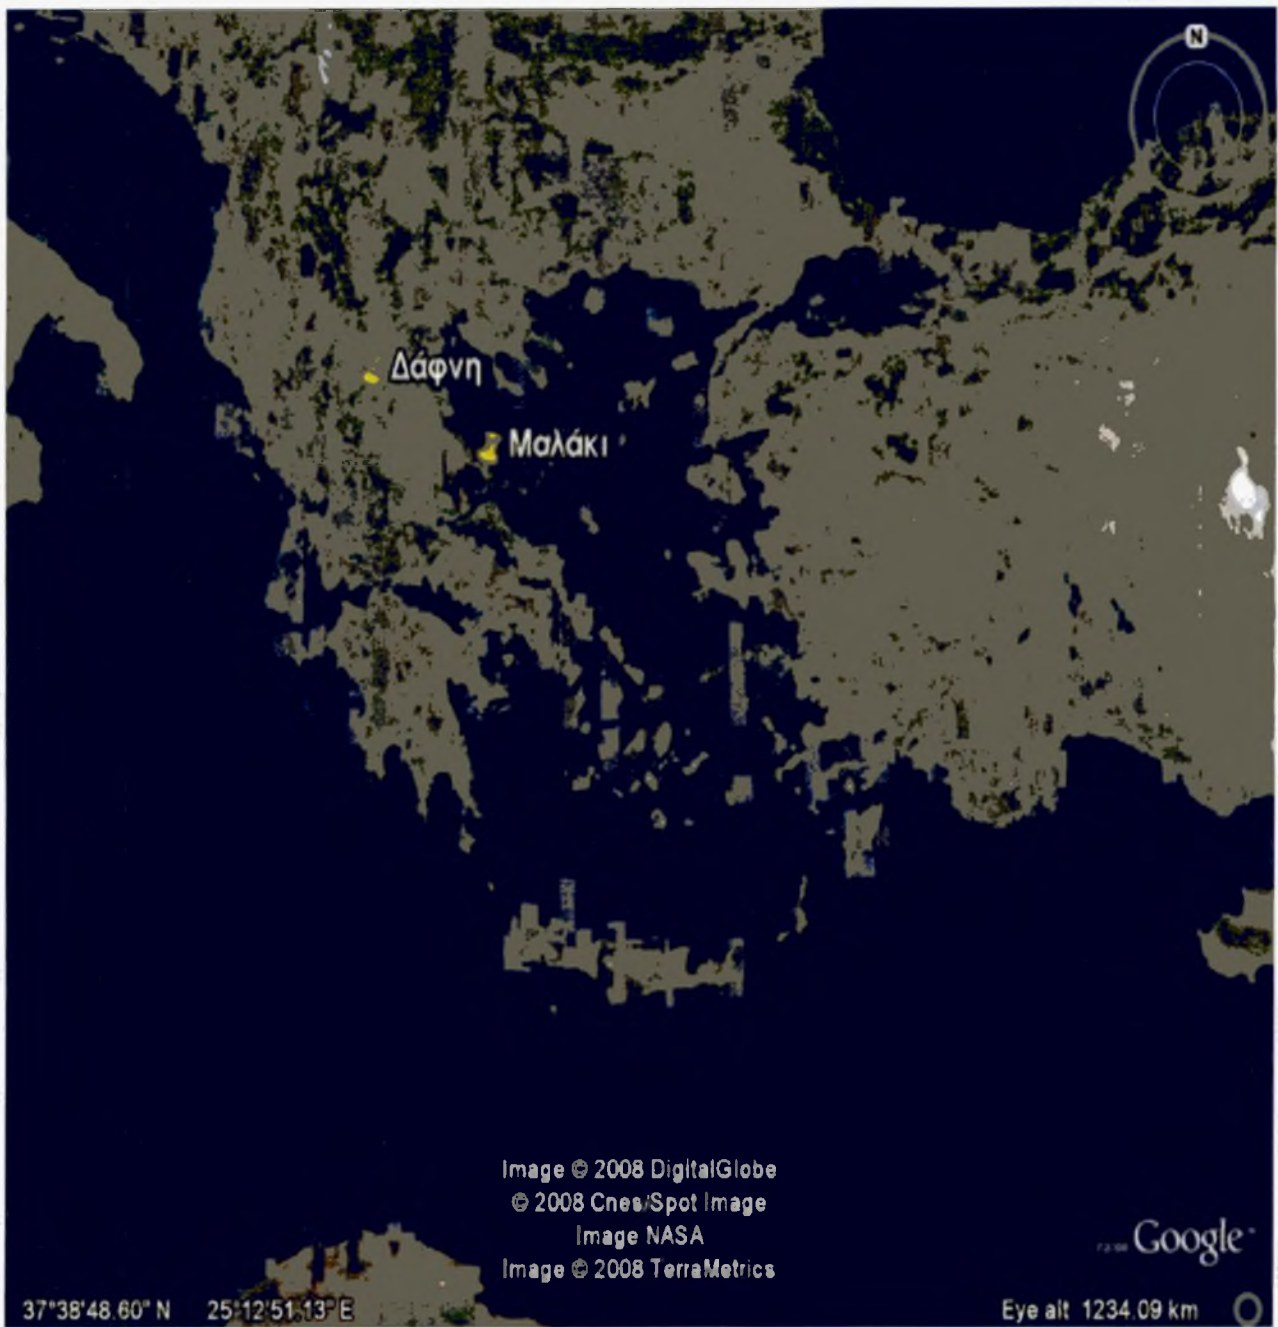 N
Δάφνη
Μαλάκι
Image © 2008 DigitalGlobe
© 2008 Cnes/Spot Image
Image NASA
Image © 2008 TerraMetrics
Google
37°38'48.60" N 25°12'51.13" E Eye alt 1234.09 km